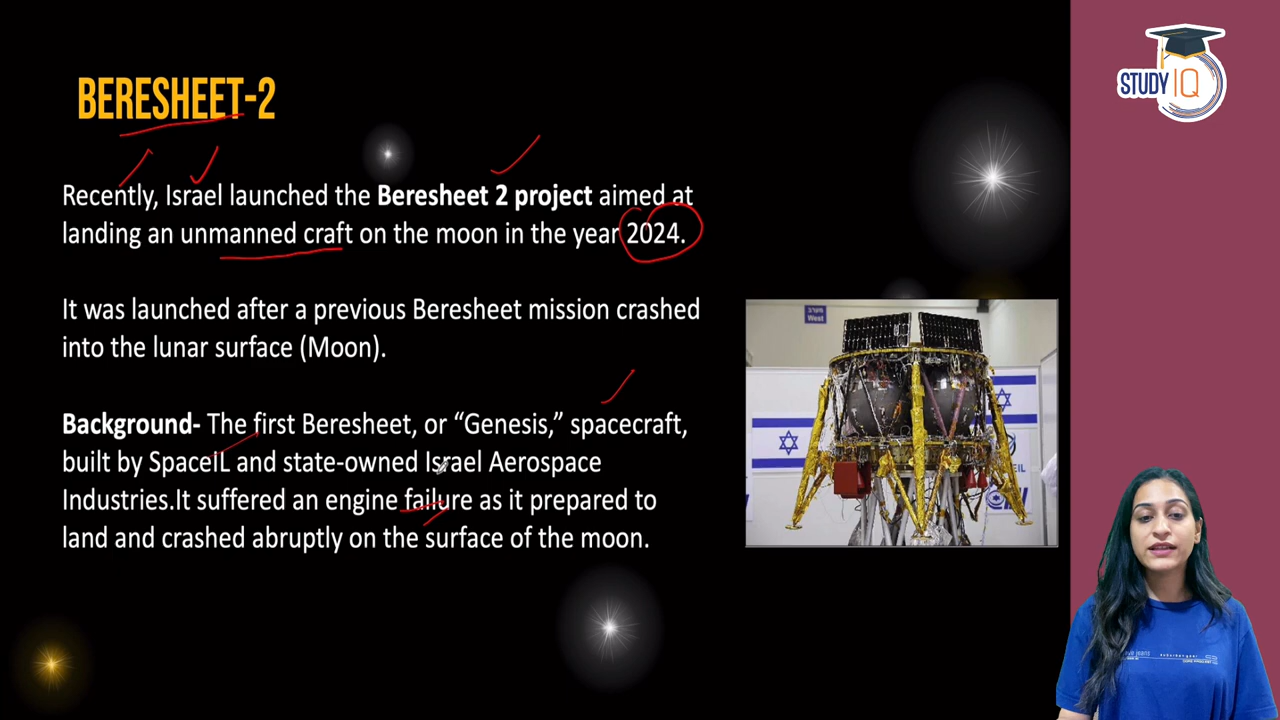 BERESHEET-2
Recently, Israel launched the Beresheet 2 project aimed at
landing an unmanned craft on the moon in the year 2024.
It was launched after a previous Beresheet mission crashed
into the lunar surface (Moon).
Background- The first Beresheet, or “Genesis,” spacecraft,
built by SpaceIL and state-owned Israel Aerospace
Industries.It suffered an engine failure as it prepared to
land and crashed abruptly on the surface of the moon.
STUDY IQ
מערב
West